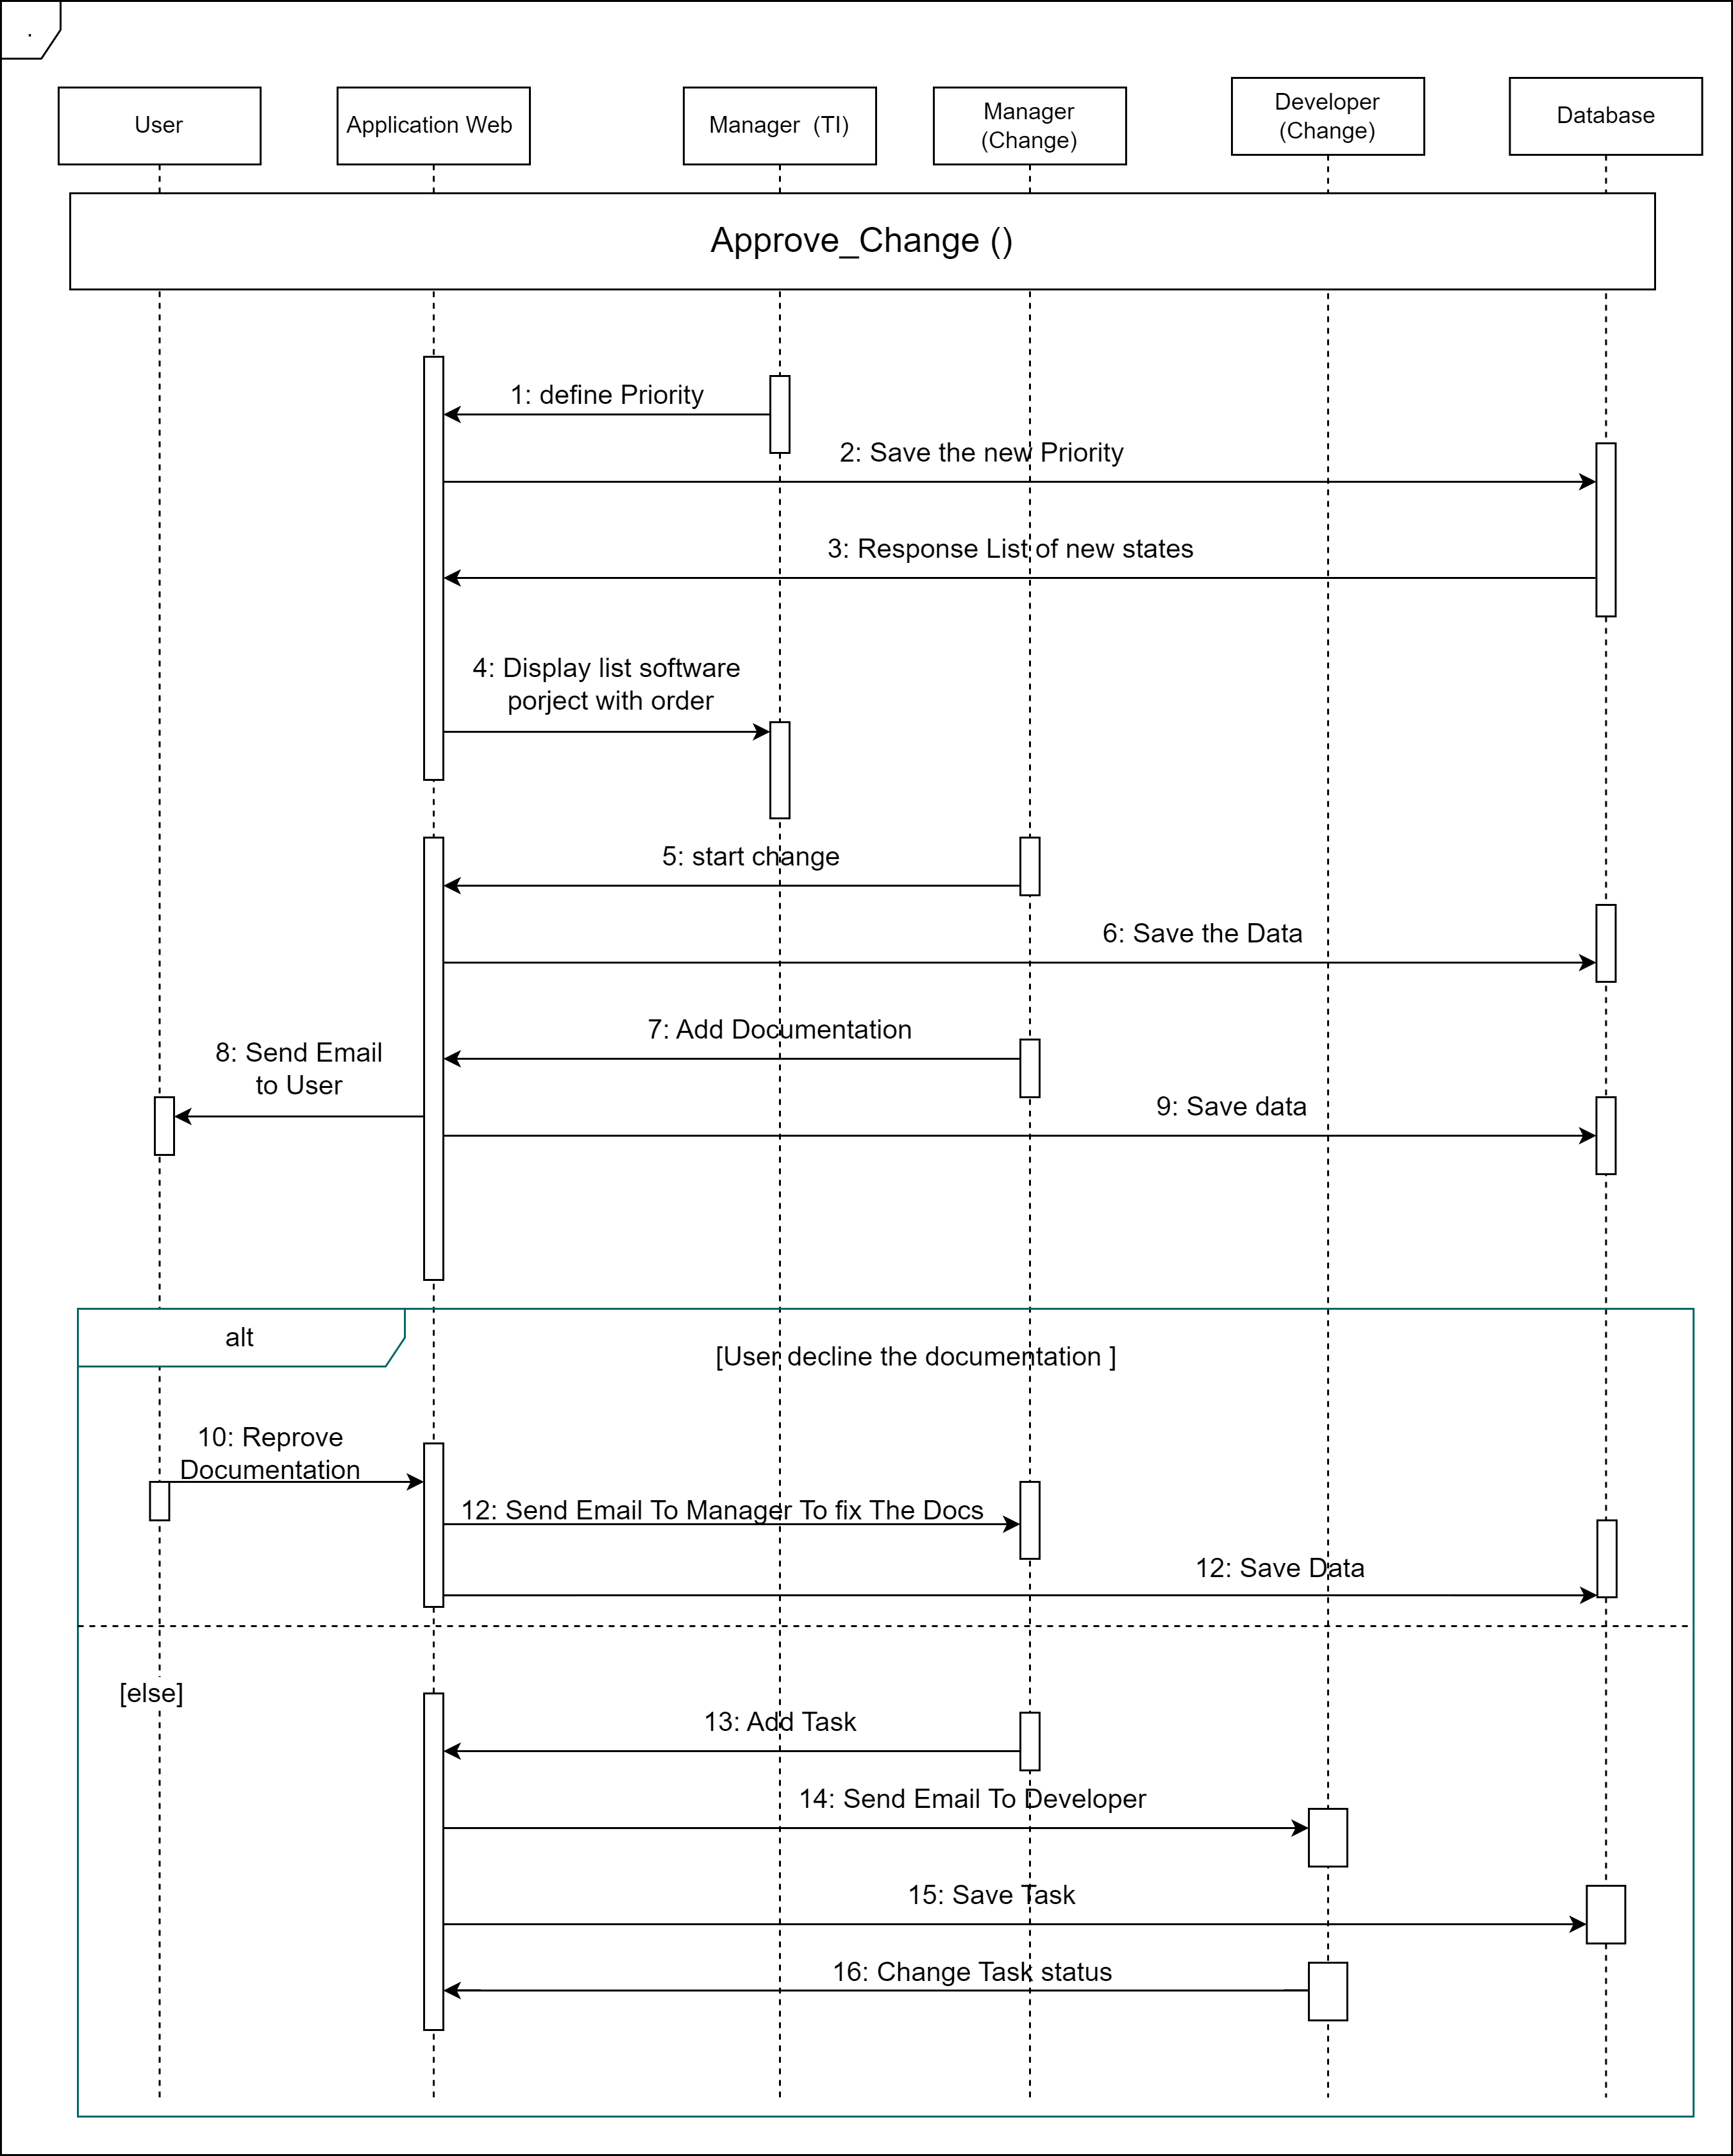 .
User
Application Web
Manager  (TI)
Manager
(Change)
Developer
(Change)
Database
Approve_Change ()
1: define Priority
2: Save the new Priority
3: Response List of new states
4: Display list software
porject with order
5: start change
6: Save the Data
7: Add Documentation
8: Send Email
to User
9: Save data
alt
[User decline the documentation ]
10: Reprove
Documentation
12: Send Email To Manager To fix The Docs
12: Save Data
[else]
13: Add Task
14: Send Email To Developer
15: Save Task
16: Change Task status